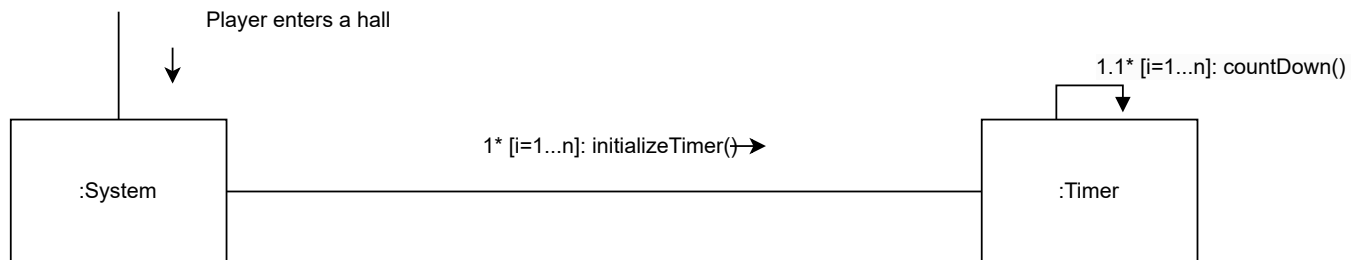 Player enters a hall
1.1* [i=1...n]: countDown()
1* [i=1...n]: initializeTimer()
:System
:Timer